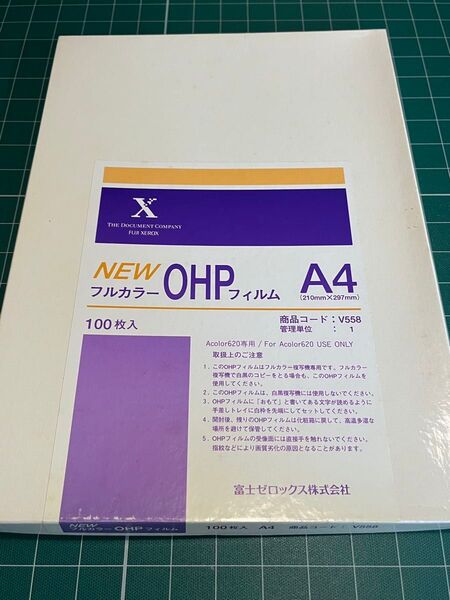 X
THE DOCUMENT COMPANY
FUJI XEROX
NEW
フルカラー OHP フィルム A4
(210mm×297mm)
100枚入
商品コード：V558
管理単位 ： 1
Acolor620専用 / For Acolor620 USE ONLY
取扱上のご注意
1．このOHPフィルムはフルカラー複写機専用です。フルカラー
複写機で白黒のコピーをとる場合も、このOHPフィルムを
使用してください。
2．このOHPフィルムは、白黒複写機には使用しないでください。
3．OHPフィルムに「おもて」と書いてある文字が読めるように
手差しトレイに白枠を先端にしてセットしてください。
4．開封後、残りのOHPフィルムは化粧箱に戻して、高温多湿な
場所を避けて保管してください。
5．OHPフィルムの受像面には直接手を触れないでください。
指紋などにより画質劣化の原因となることがあります。
富士ゼロックス株式会社
NEW
フルカラー OHP フィルム 100枚入 A4 商品コード： V558